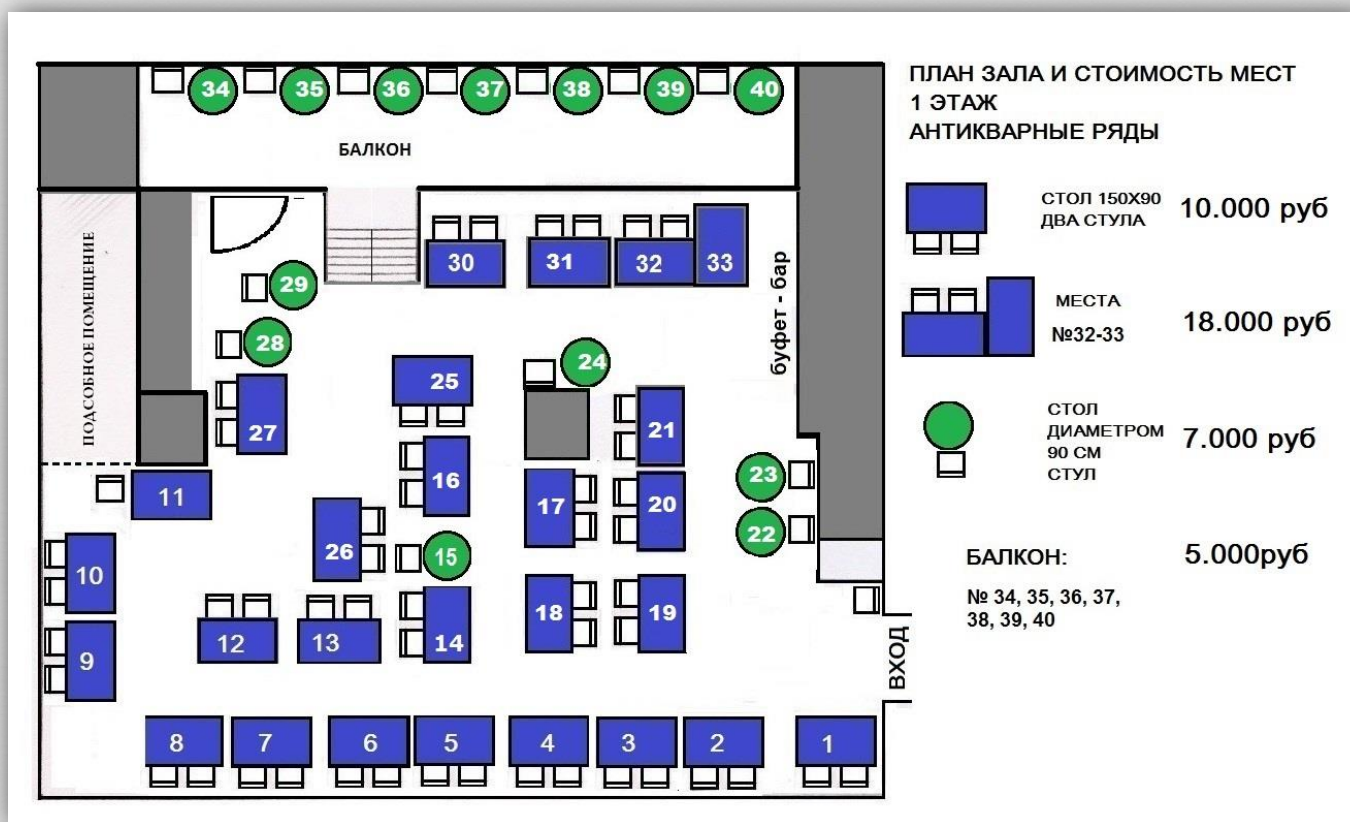 34 35 36 37 38 39 40
БАЛКОН
ПОДСОБНОЕ ПОМЕЩЕНИЕ
29
28
27
30 31 32 33
буфет - бар
25
24
21
16
23
11
17
20
26
15
22
10
12
13
14
18
19
9
ВХОД
8 7 6 5 4 3 2 1
ПЛАН ЗАЛА И СТОИМОСТЬ МЕСТ
1 ЭТАЖ
АНТИКВАРНЫЕ РЯДЫ
СТОЛ 150Х90
ДВА СТУЛА
10.000 руб
МЕСТА
№32-33
18.000 руб
СТОЛ
ДИАМЕТРОМ
90 СМ
СТУЛ
7.000 руб
БАЛКОН:
5.000руб
№ 34, 35, 36, 37,
38, 39, 40